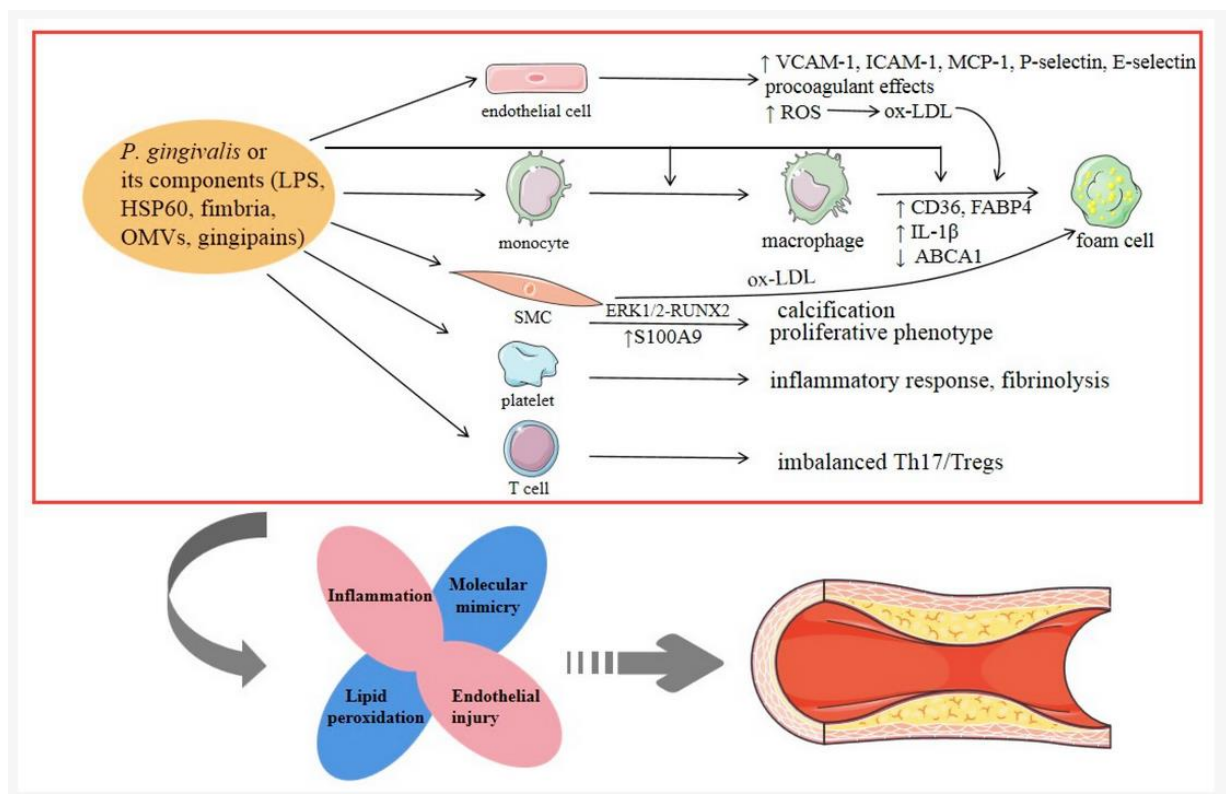 P. gingivalis or
its components (LPS,
HSP60, fimbria,
OMVs, gingipains)
endothelial cell
↑ VCAM-1, ICAM-1, MCP-1, P-selectin, E-selectin
procoagulant effects
↑ ROS → ox-LDL
monocyte
macrophage
↑ CD36, FABP4
↑ IL-1β
↓ ABCA1
foam cell
ox-LDL
SMC
ERK1/2-RUNX2
↑S100A9
calcification
proliferative phenotype
platelet
inflammatory response, fibrinolysis
T cell
imbalanced Th17/Tregs
Inflammation
Molecular
mimicry
Lipid
peroxidation
Endothelial
injury